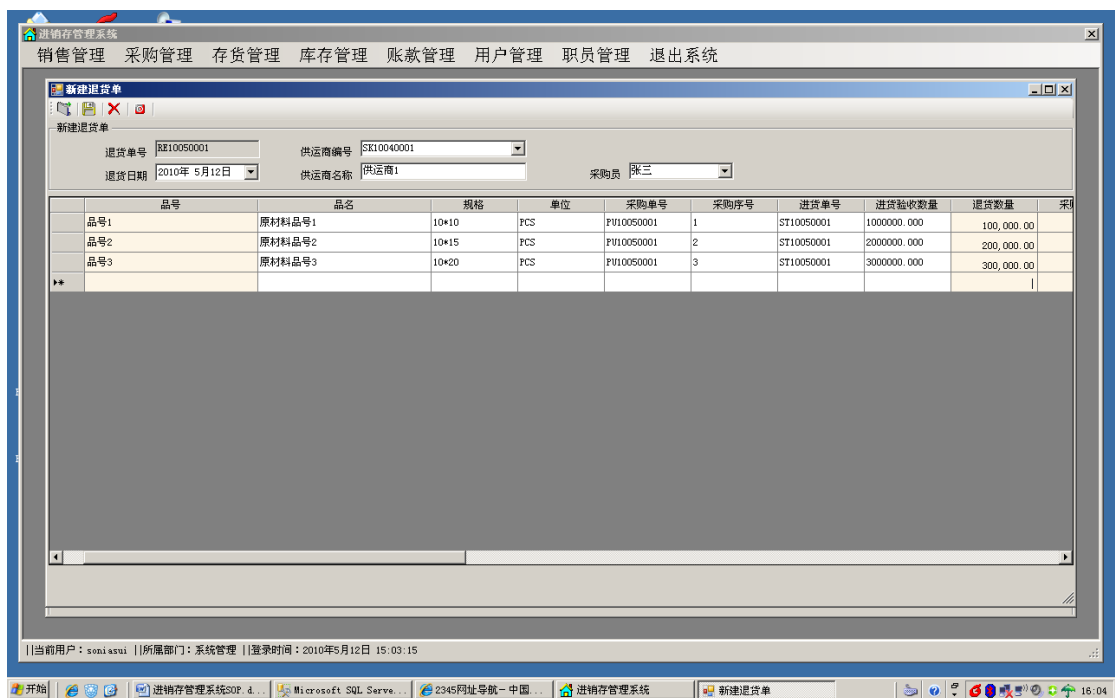 进销存管理系统
销售管理 采购管理 存货管理 库存管理 账款管理 用户管理 职员管理 退出系统
新建退货单
新建退货单
退货单号 RE10050001 供运商编号 SK10040001
退货日期 2010年 5月12日 供运商名称 供运商1 采购员 张三
品号 品名 规格 单位 采购单号 采购序号 进货单号 进货验收数量 退货数量
品号1 原材料品号1 10*10 PCS PU10050001 1 ST10050001 1000000.000 100,000.00
品号2 原材料品号2 10*15 PCS PU10050001 2 ST10050001 2000000.000 200,000.00
品号3 原材料品号3 10*20 PCS PU10050001 3 ST10050001 3000000.000 300,000.00
||当前用户：soniasui ||所属部门：系统管理 ||登录时间：2010年5月12日 15:03:15
开始 进销存管理系统SOP.d... Microsoft SQL Serve... 2345网址导航－中国... 进销存管理系统 新建退货单 16:04